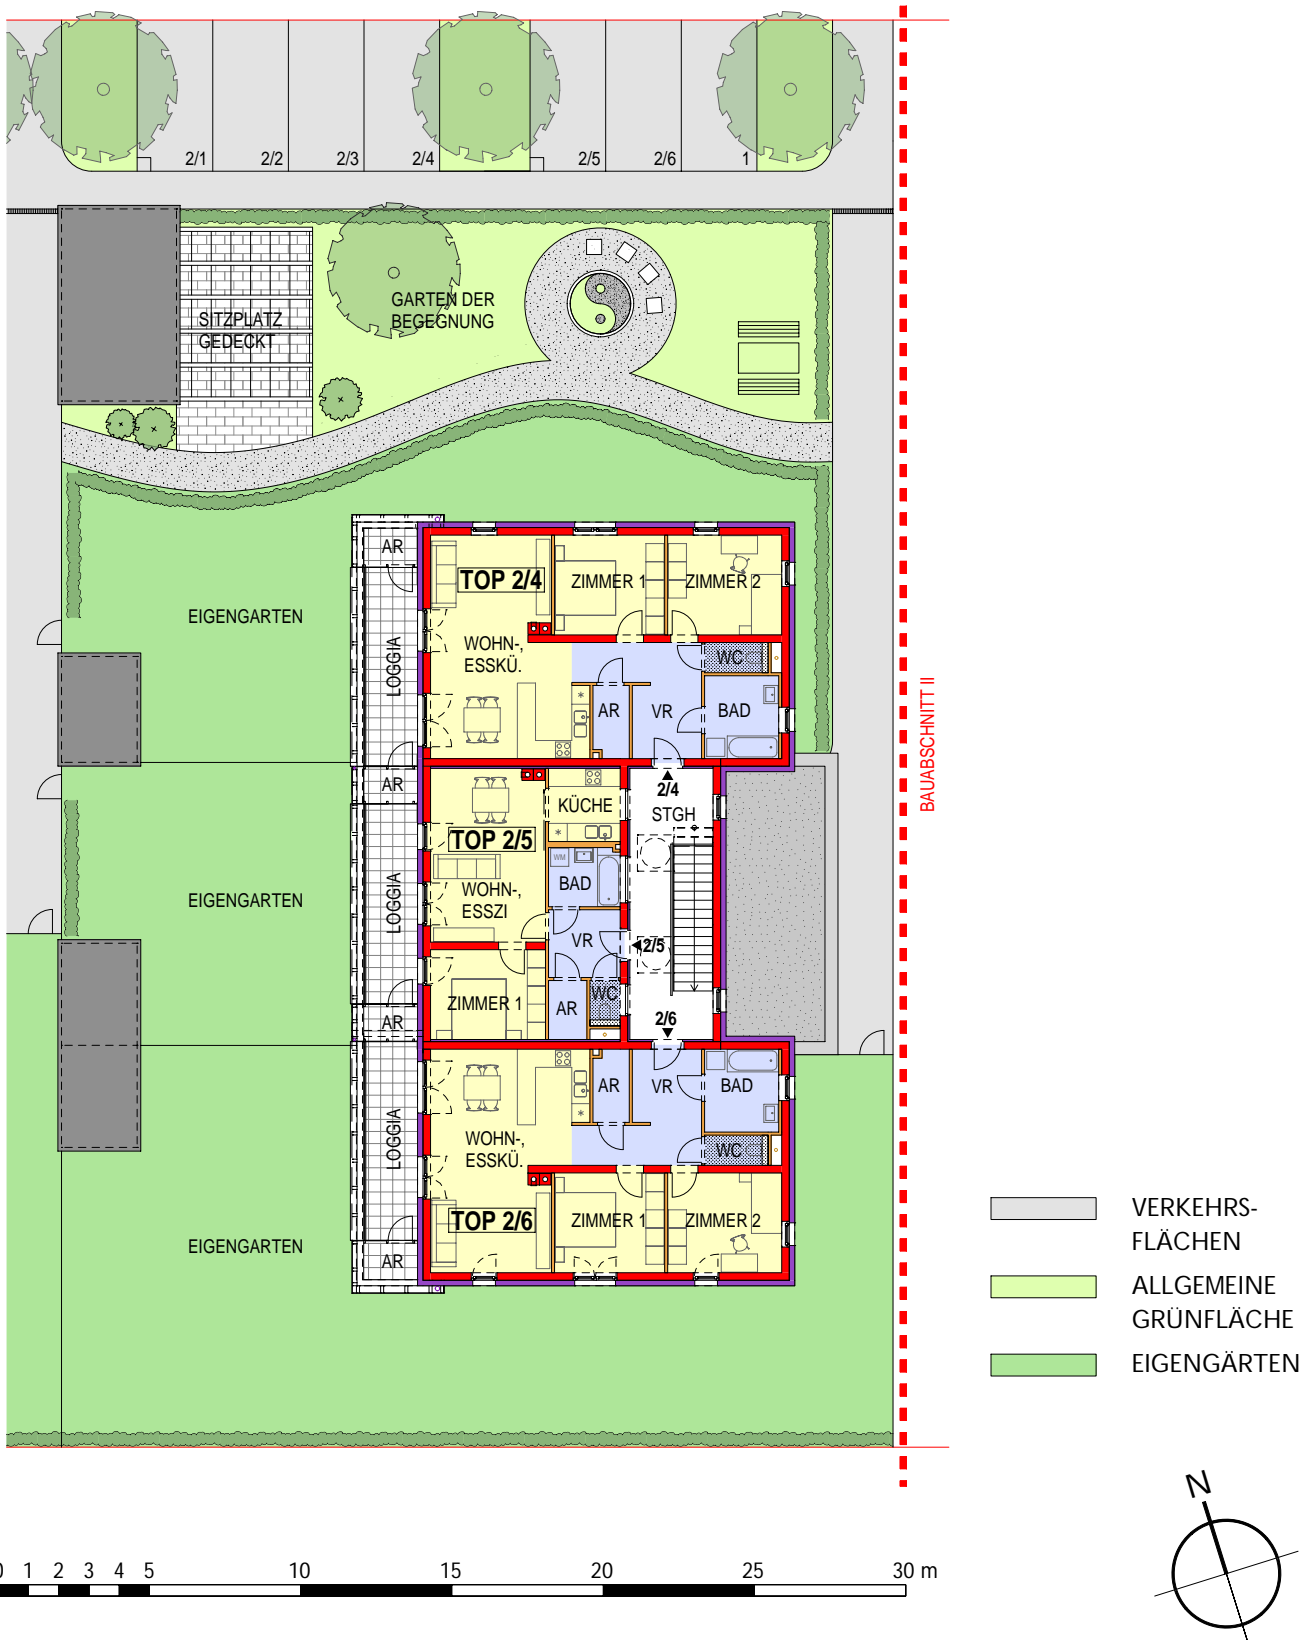 2/1
2/2
2/3
2/4
2/5
2/6
1
SITZPLATZ
GEDECKT
GARTEN DER
BEGEGNUNG
AR
TOP 2/4
ZIMMER 1
ZIMMER 2
EIGENGARTEN
LOGGIA
WOHN-,
ESSKÜ.
WC
AR
VR
BAD
BAUABSCHNITT II
AR
2/4
STGH
KÜCHE
TOP 2/5
WM
BAD
EIGENGARTEN
LOGGIA
WOHN-,
ESSZI
VR
2/5
ZIMMER 1
AR
WC
AR
2/6
LOGGIA
AR
VR
BAD
WOHN-,
ESSKÜ.
WC
TOP 2/6
ZIMMER 1
ZIMMER 2
EIGENGARTEN
AR
VERKEHRS-
FLÄCHEN
ALLGEMEINE
GRÜNFLÄCHE
EIGENGÄRTEN
N
0 1 2 3 4 5 10 15 20 25 30 m